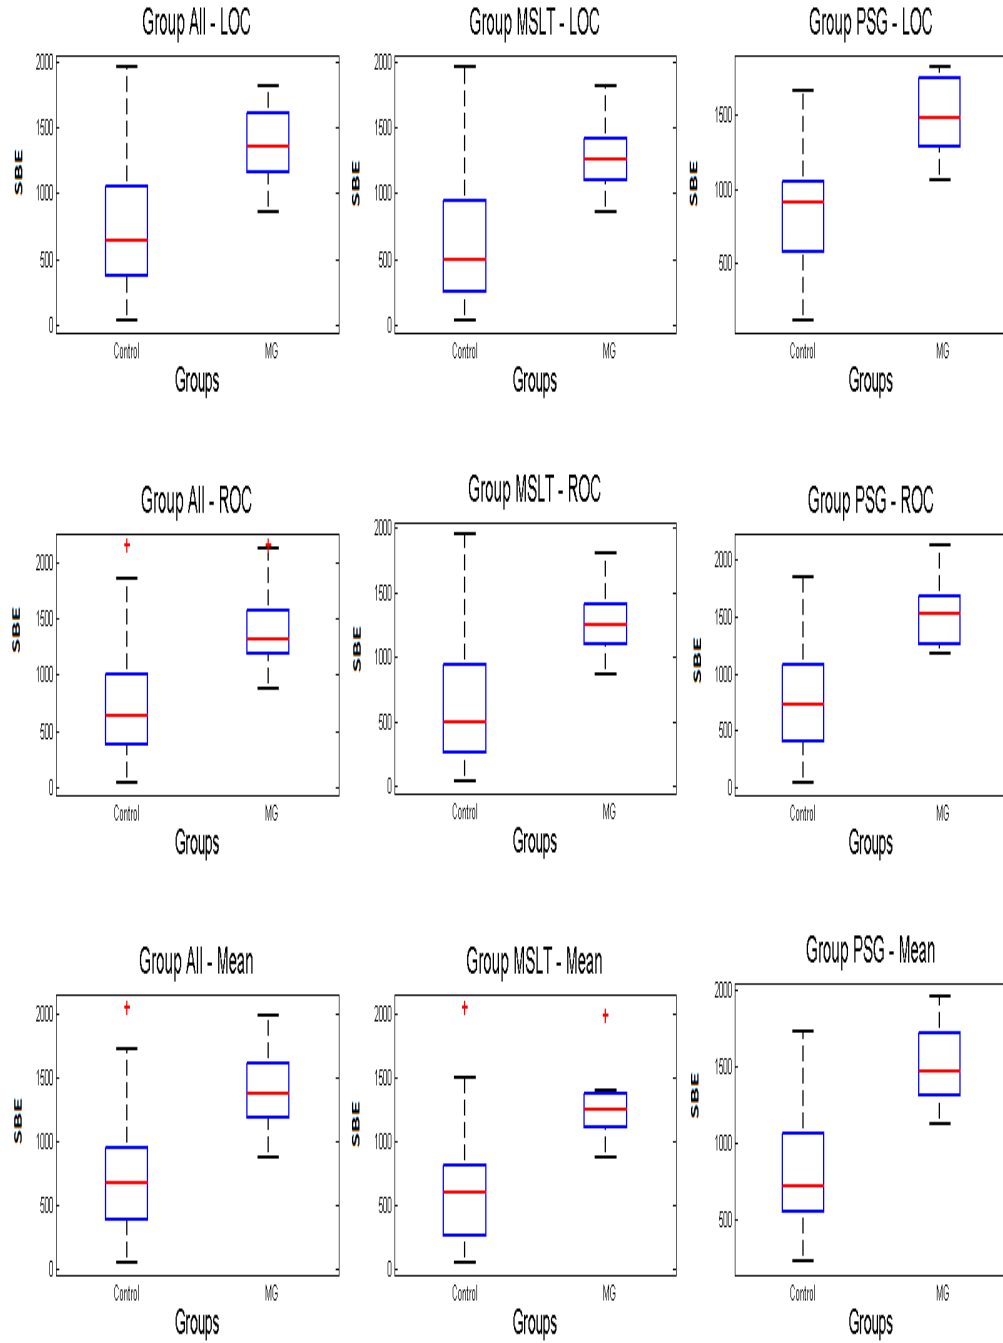 Group All - LOC
2000
1500
1000
500
0
SBE
Control
MG
Groups
Group MSLT - LOC
2000
1500
1000
500
0
SBE
Control
MG
Groups
Group PSG - LOC
1500
1000
500
SBE
Control
MG
Groups
Group All - ROC
2000
1500
1000
500
0
SBE
Control
MG
Groups
Group MSLT - ROC
2000
1500
1000
500
0
SBE
Control
MG
Groups
Group PSG - ROC
2000
1500
1000
500
0
SBE
Control
MG
Groups
Group All - Mean
2000
1500
1000
500
0
SBE
Control
MG
Groups
Group MSLT - Mean
2000
1500
1000
500
0
SBE
Control
MG
Groups
Group PSG - Mean
2000
1500
1000
500
SBE
Control
MG
Groups